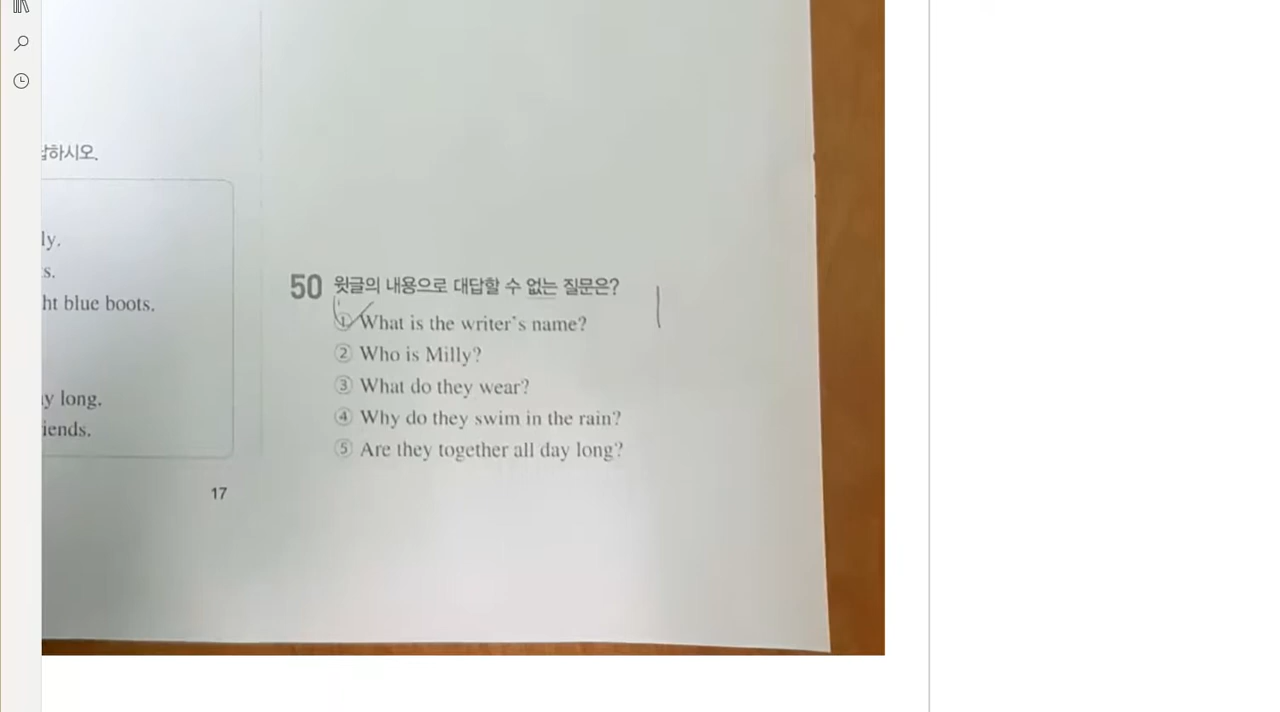 답하시오.
ly.
s.
ht blue boots.
y long.
iends.
17
50 윗글의 내용으로 대답할 수 없는 질문은?
① What is the writer's name?
② Who is Milly?
③ What do they wear?
④ Why do they swim in the rain?
⑤ Are they together all day long?